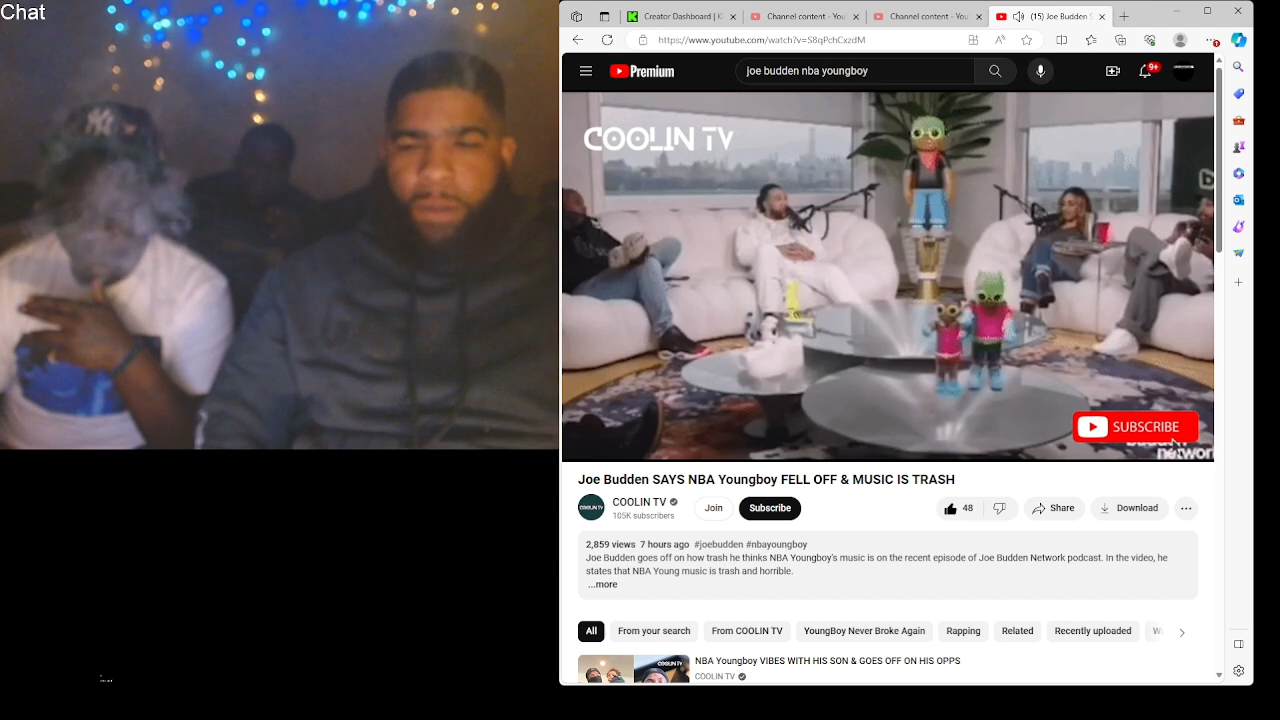 Chat
Creator Dashboard | Ki
Channel content - You
Channel content - You
(15) Joe Budden S
https://www.youtube.com/watch?v=S8qPchCxzdM
Premium
joe budden nba youngboy
9+
COOLIN TV
SUBSCRIBE
networ
Joe Budden SAYS NBA Youngboy FELL OFF & MUSIC IS TRASH
COOLIN TV
105K subscribers
Join
Subscribe
48
Share
Download
2,859 views 7 hours ago #joebudden #nbayoungboy
Joe Budden goes off on how trash he thinks NBA Youngboy's music is on the recent episode of Joe Budden Network podcast. In the video, he
states that NBA Young music is trash and horrible.
...more
All
From your search
From COOLIN TV
YoungBoy Never Broke Again
Rapping
Related
Recently uploaded
NBA Youngboy VIBES WITH HIS SON & GOES OFF ON HIS OPPS
COOLIN TV
COOLIN TV